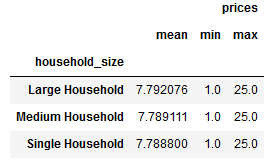 prices
mean min max
household_size
Large Household 7.792076 1.0 25.0
Medium Household 7.789111 1.0 25.0
Single Household 7.788800 1.0 25.0